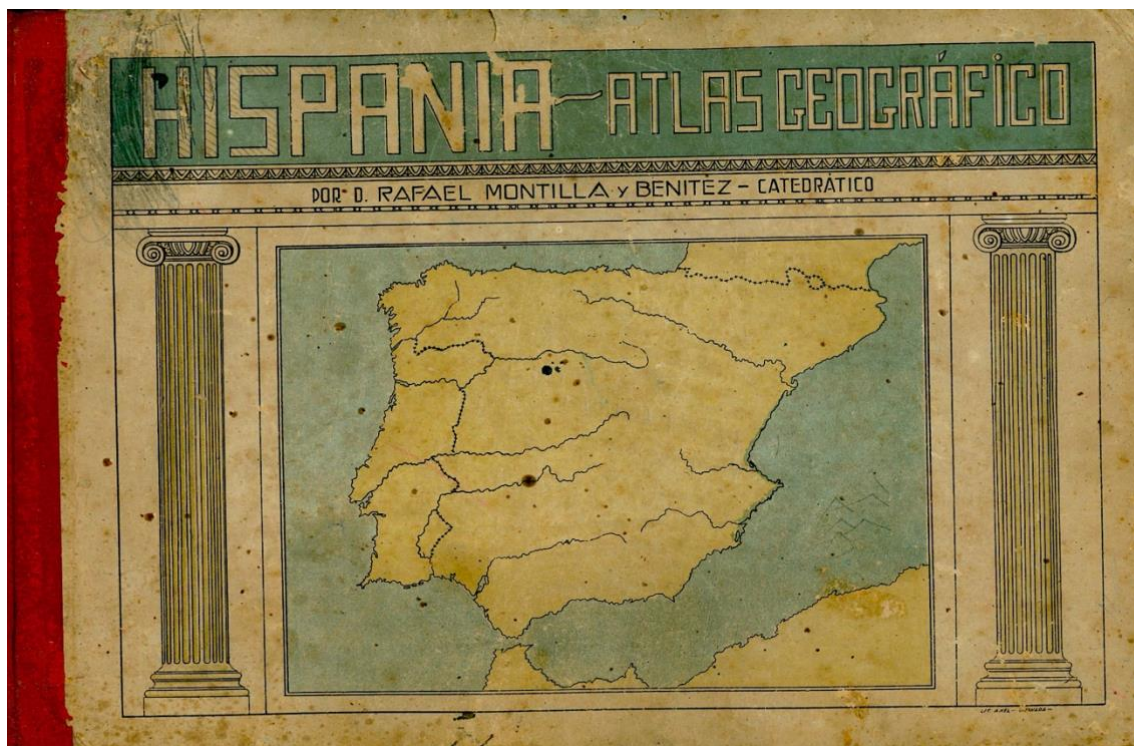 HISPANIA - ATLAS GEOGRÁFICO
POR D. RAFAEL MONTILLA y BENITEZ - CATEDRÁTICO